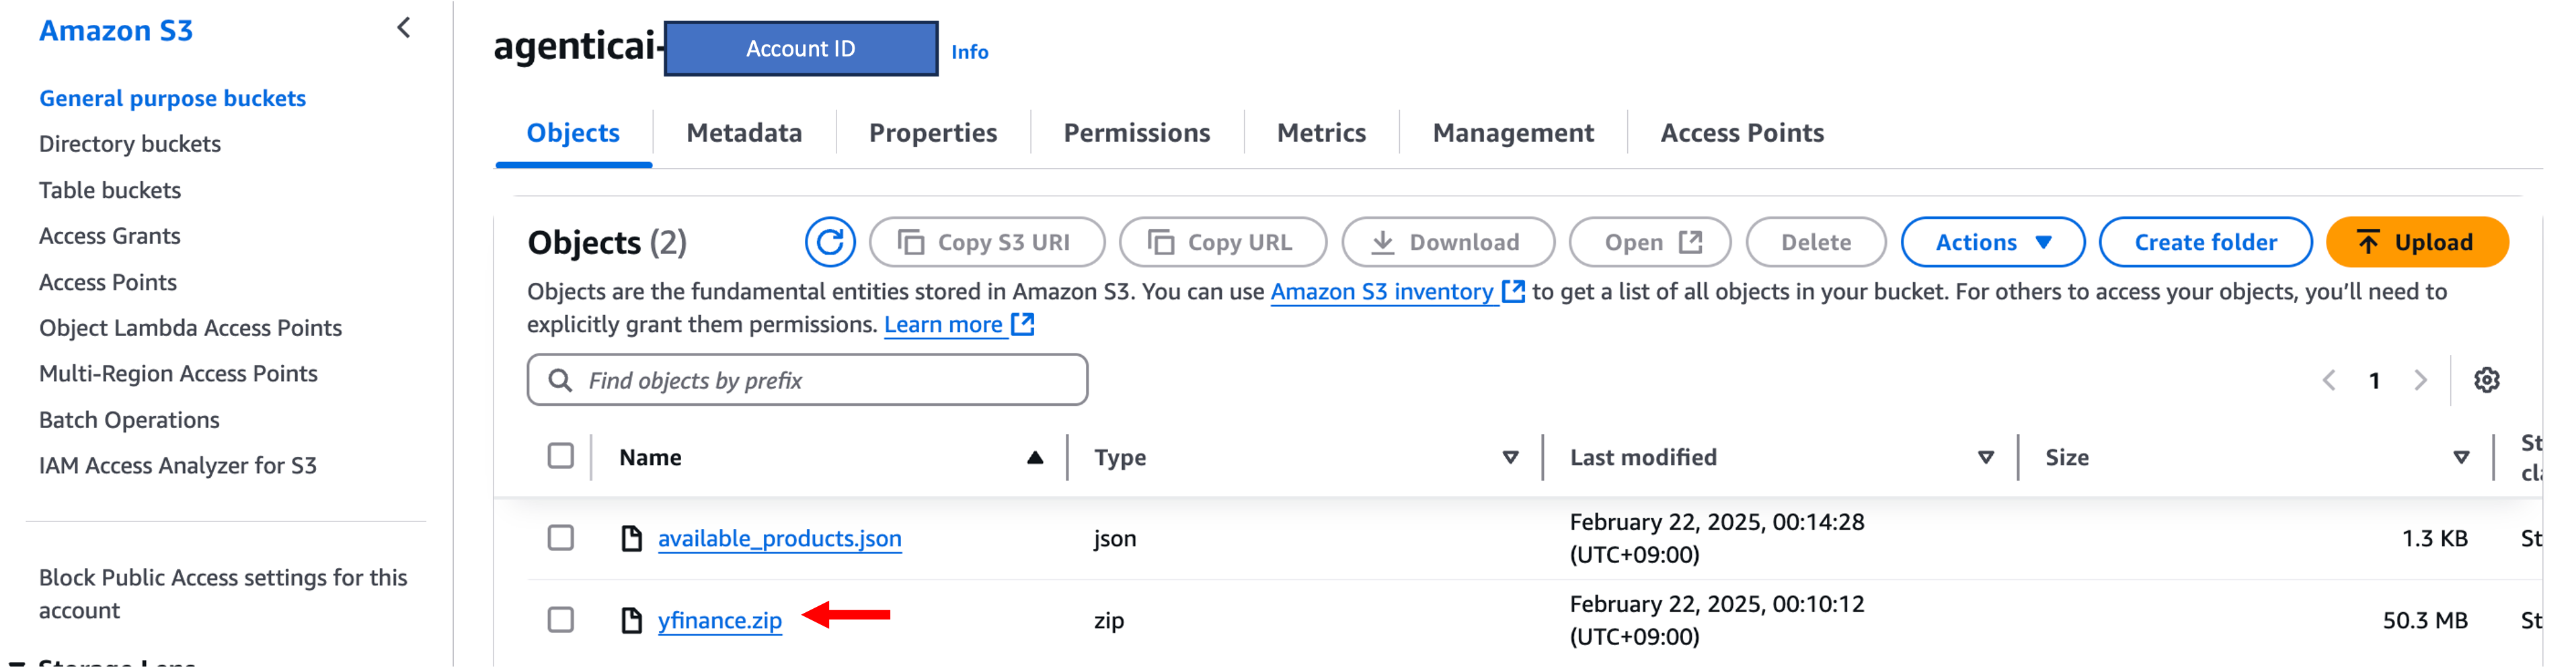 Amazon S3
General purpose buckets
Directory buckets
Table buckets
Access Grants
Access Points
Object Lambda Access Points
Multi-Region Access Points
Batch Operations
IAM Access Analyzer for S3
Block Public Access settings for this
account
Storage Lens
agenticai- Account ID Info
Objects Metadata Properties Permissions Metrics Management Access Points
Objects (2) Copy S3 URI Copy URL Download Open Delete Actions Create folder Upload
Objects are the fundamental entities stored in Amazon S3. You can use Amazon S3 inventory to get a list of all objects in your bucket. For others to access your objects, you’ll need to
explicitly grant them permissions. Learn more
Find objects by prefix
1
Name Type Last modified Size St
cl
available_products.json json February 22, 2025, 00:14:28 1.3 KB St
(UTC+09:00)
yfinance.zip zip February 22, 2025, 00:10:12 50.3 MB St
(UTC+09:00)